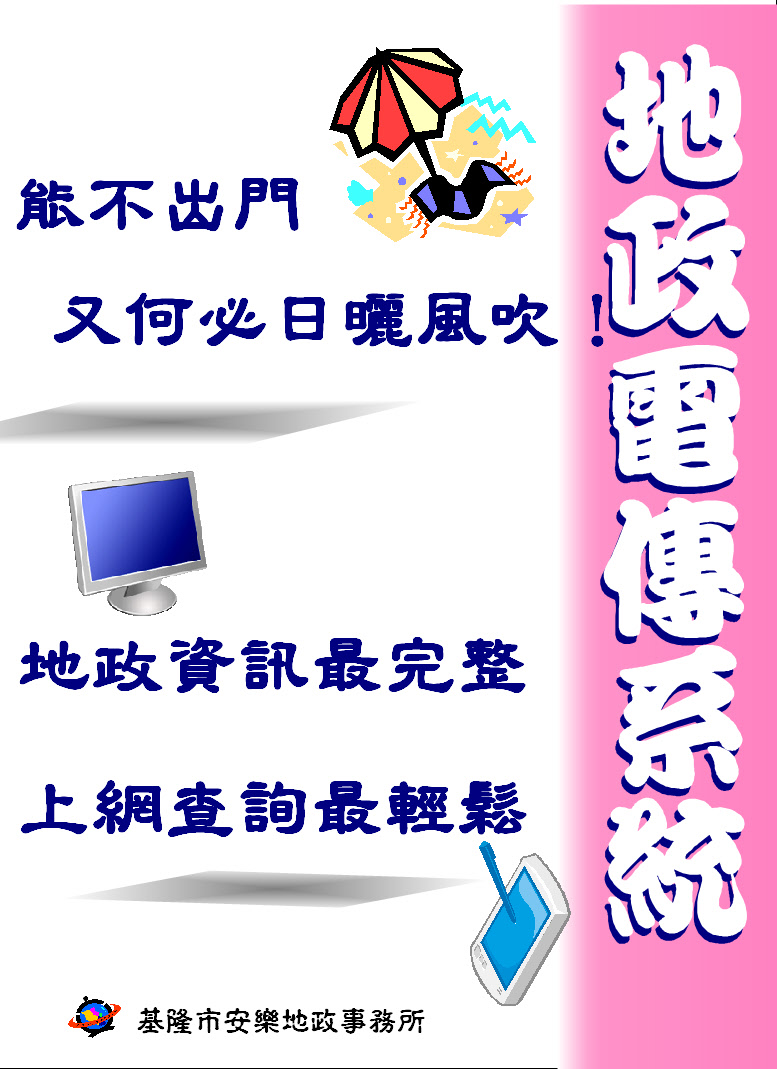 地政電傳系統
能不出門
又何必日曬風吹！
地政資訊最完整
上網查詢最輕鬆
基隆市安樂地政事務所